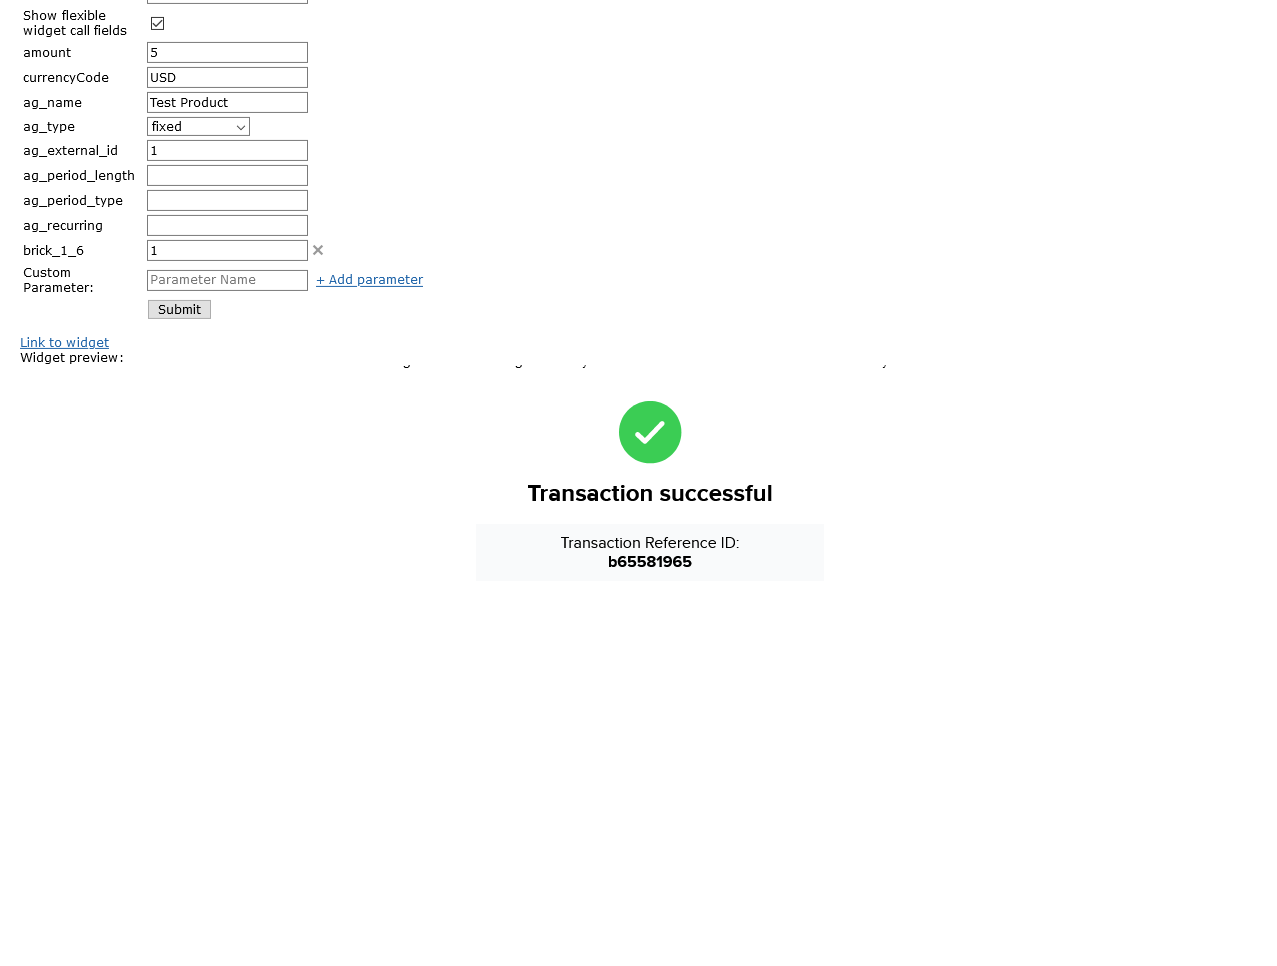 Show flexible
widget call fields
amount
5
currencyCode
USD
ag_name
Test Product
ag_type
fixed
ag_external_id
1
ag_period_length
ag_period_type
ag_recurring
brick_1_6
1
Custom
Parameter:
Parameter Name
+ Add parameter
Submit
Link to widget
Widget preview:
Transaction successful
Transaction Reference ID:
b65581965